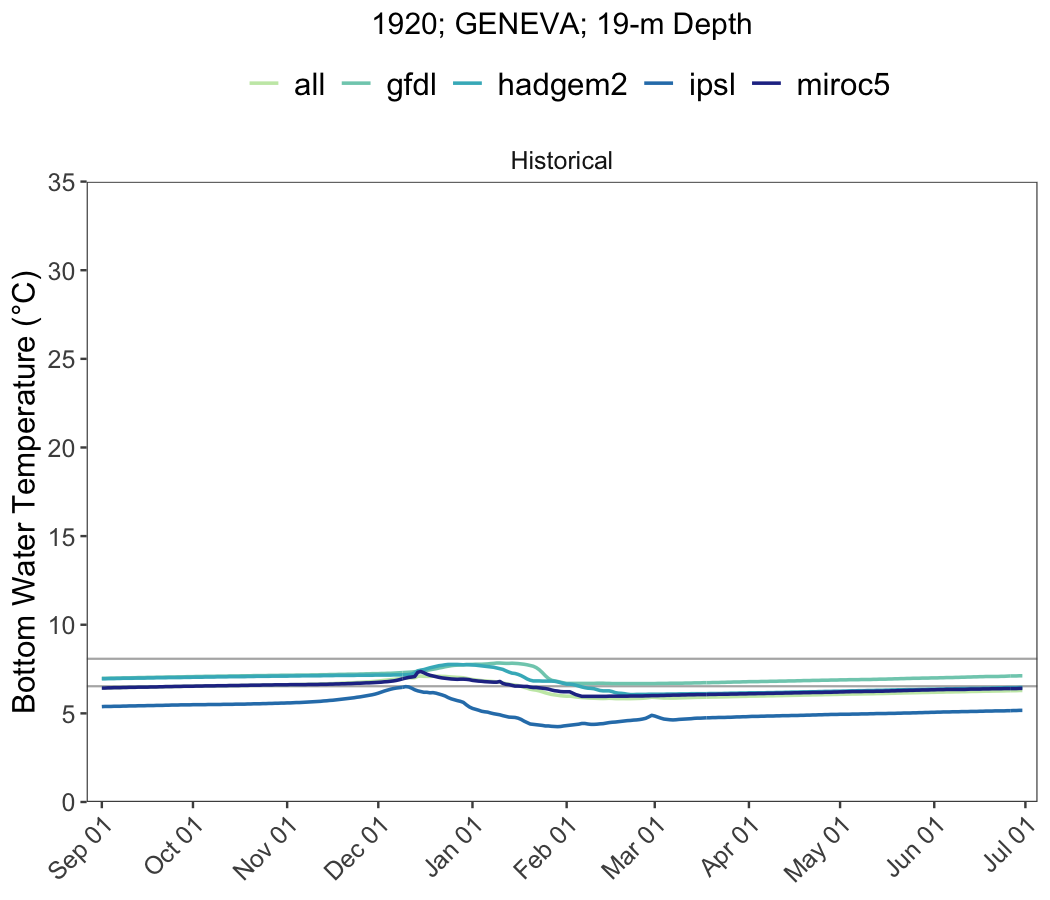 1920; GENEVA; 19-m Depth
all gfdl hadgem2 ipsl miroc5
Historical
Bottom Water Temperature (°C)
35
30
25
20
15
10
5
0
Sep 01 Oct 01 Nov 01 Dec 01 Jan 01 Feb 01 Mar 01 Apr 01 May 01 Jun 01 Jul 01